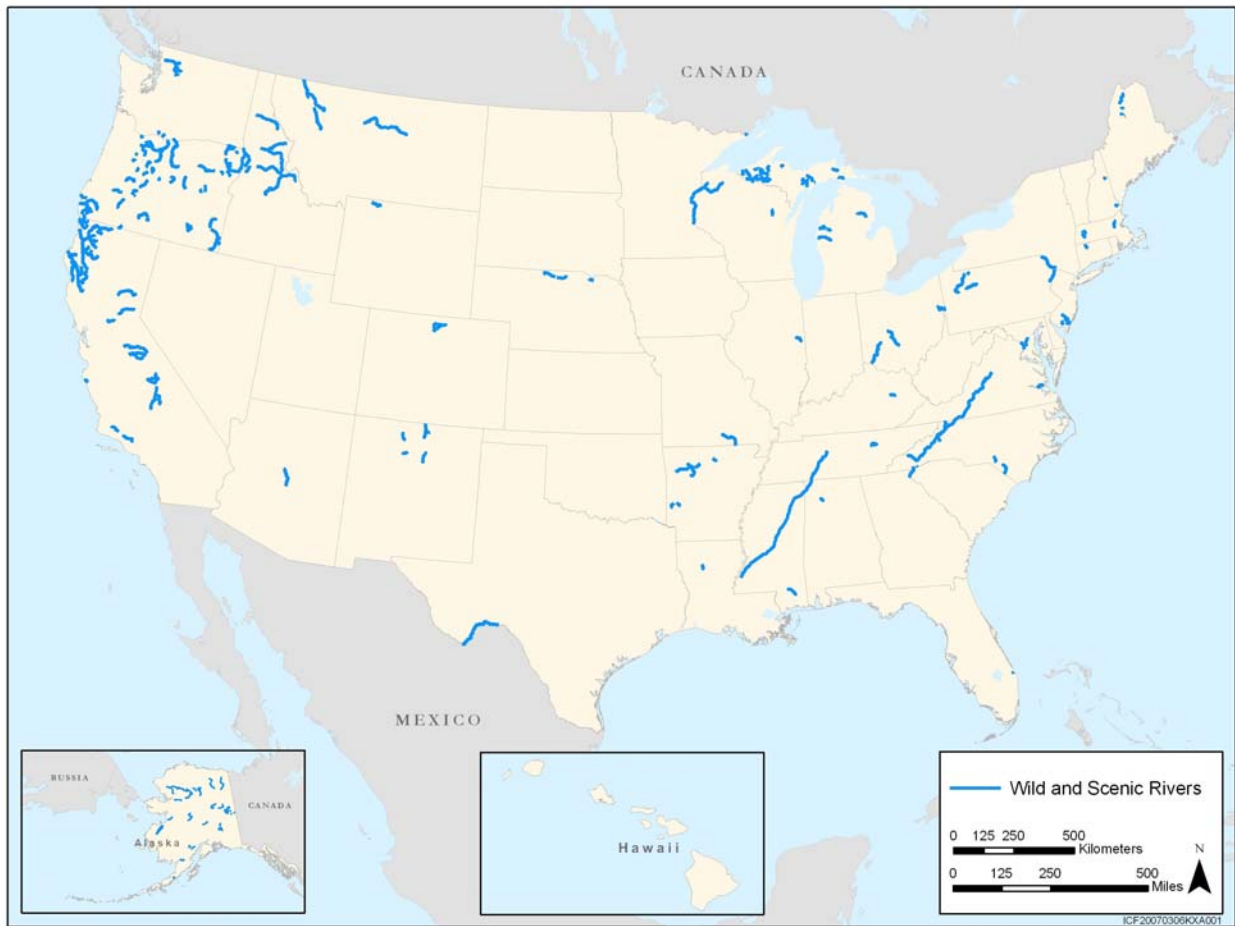 CANADA
MEXICO
RUSSIA
CANADA
Alaska
Hawaii
Wild and Scenic Rivers
0 125 250 500
Kilometers
N
0 125 250 500
Miles
ICF20070306KXA001